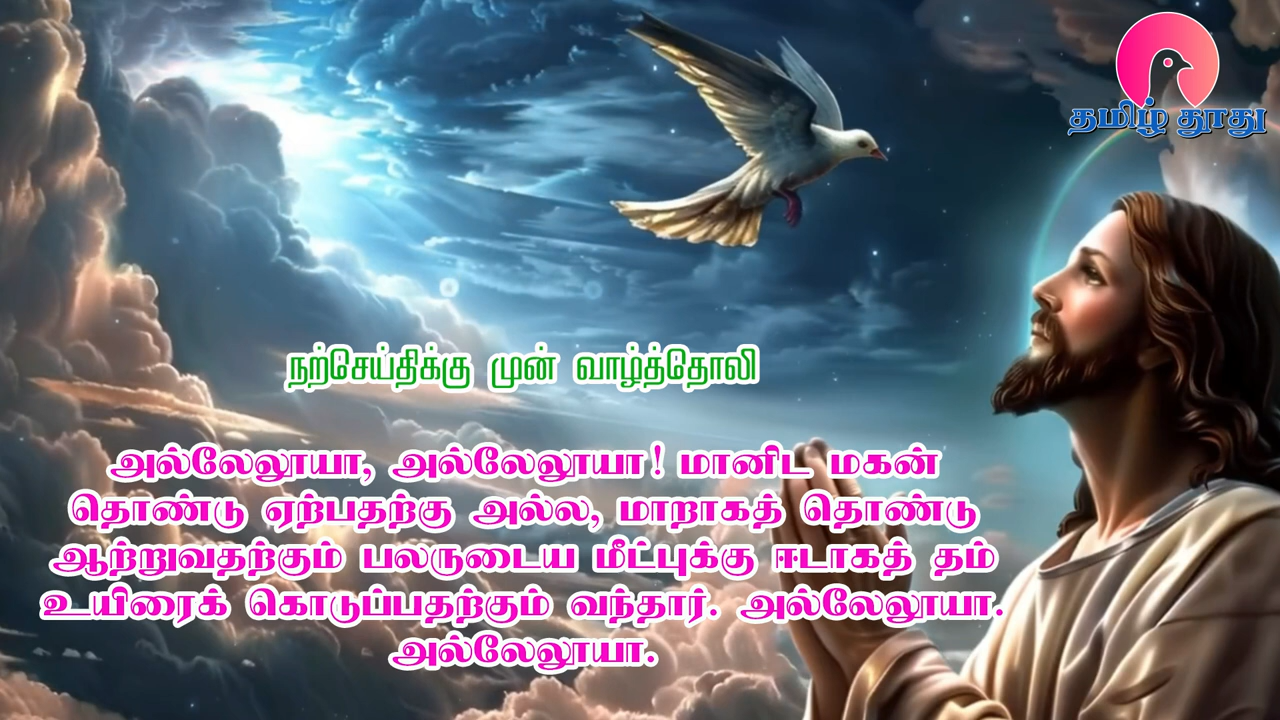 தமிழ் தூது
நற்செய்திக்கு முன் வாழ்த்தொலி
அல்லேலூயா, அல்லேலூயா! மானிட மகன்
தொண்டு ஏற்பதற்கு அல்ல, மாறாகத் தொண்டு
ஆற்றுவதற்கும் பலருடைய மீட்புக்கு ஈடாகத் தம்
உயிரைக் கொடுப்பதற்கும் வந்தார். அல்லேலூயா.
அல்லேலூயா.